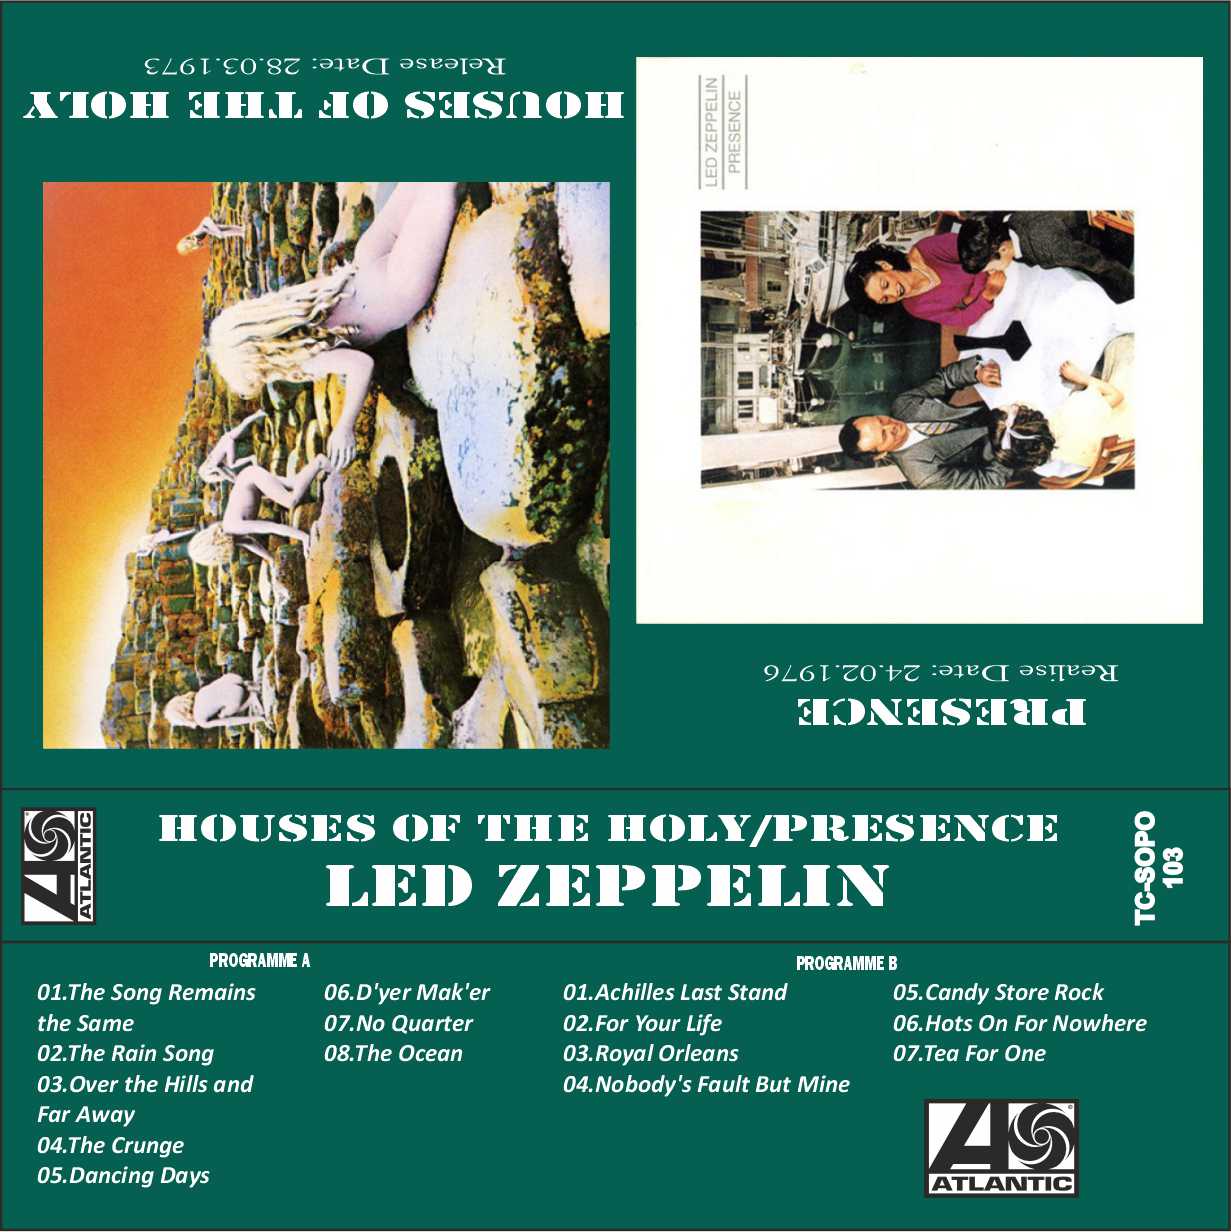 Release Date: 28.03.1973
HOUSES OF THE HOLY
LED ZEPPELIN
PRESENCE
Realise Date: 24.02.1976
PRESENCE
ATLANTIC
HOUSES OF THE HOLY/PRESENCE
LED ZEPPELIN
TC-SOPO
103
PROGRAMME A
01.The Song Remains
the Same
02.The Rain Song
03.Over the Hills and
Far Away
04.The Crunge
05.Dancing Days
06.D'yer Mak'er
07.No Quarter
08.The Ocean
PROGRAMME B
01.Achilles Last Stand
02.For Your Life
03.Royal Orleans
04.Nobody's Fault But Mine
05.Candy Store Rock
06.Hots On For Nowhere
07.Tea For One
ATLANTIC